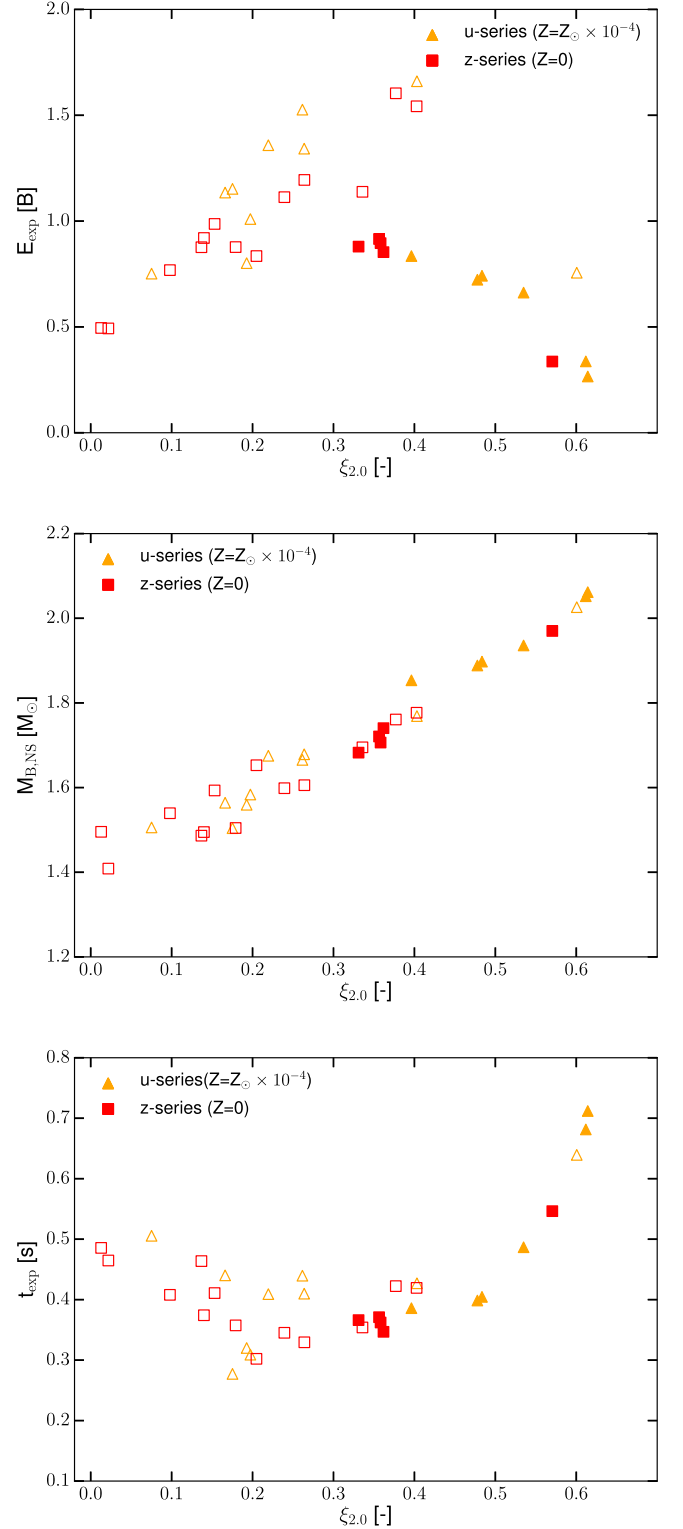 2.0
u-series (Z=Z⊙ × 10⁻⁴)
z-series (Z=0)
1.5
E_exp [B]
1.0
0.5
0.0
0.0 0.1 0.2 0.3 0.4 0.5 0.6
ξ_2.0 [-]
2.2
u-series (Z=Z⊙ × 10⁻⁴)
z-series (Z=0)
2.0
1.8
M_B,NS [M⊙]
1.6
1.4
1.2
0.0 0.1 0.2 0.3 0.4 0.5 0.6
ξ_2.0 [-]
0.8
u-series(Z=Z⊙ × 10⁻⁴)
z-series (Z=0)
0.7
0.6
0.5
t_exp [s]
0.4
0.3
0.2
0.1
0.0 0.1 0.2 0.3 0.4 0.5 0.6
ξ_2.0 [-]